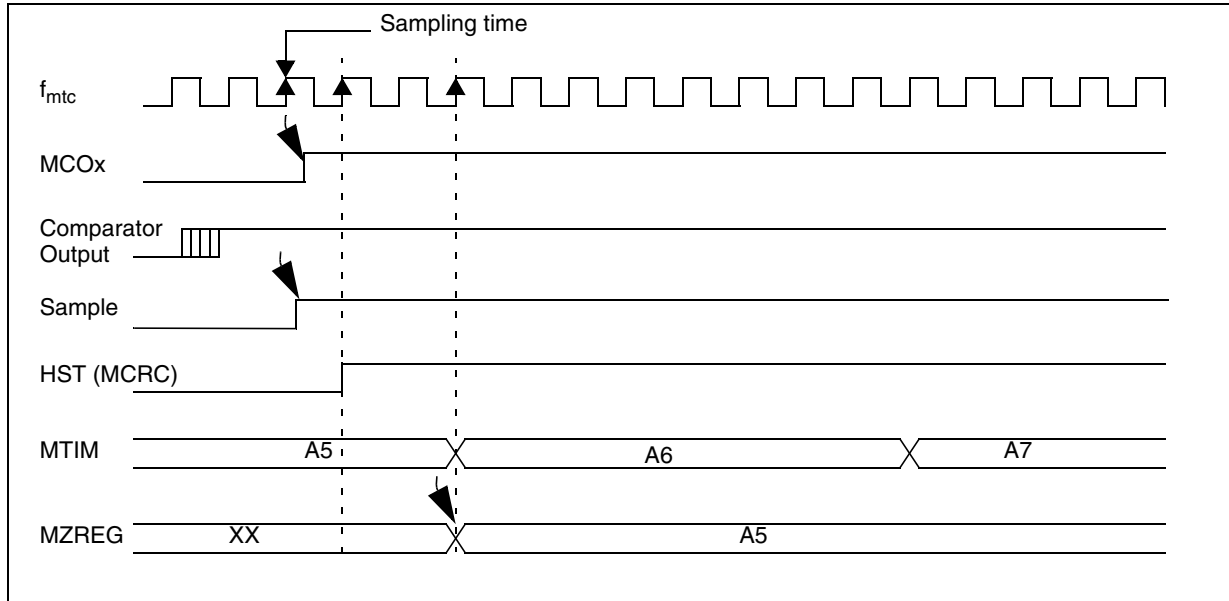 Sampling time
fmtc
MCOx
Comparator
Output
Sample
HST (MCRC)
MTIM
A5
A6
A7
MZREG
XX
A5